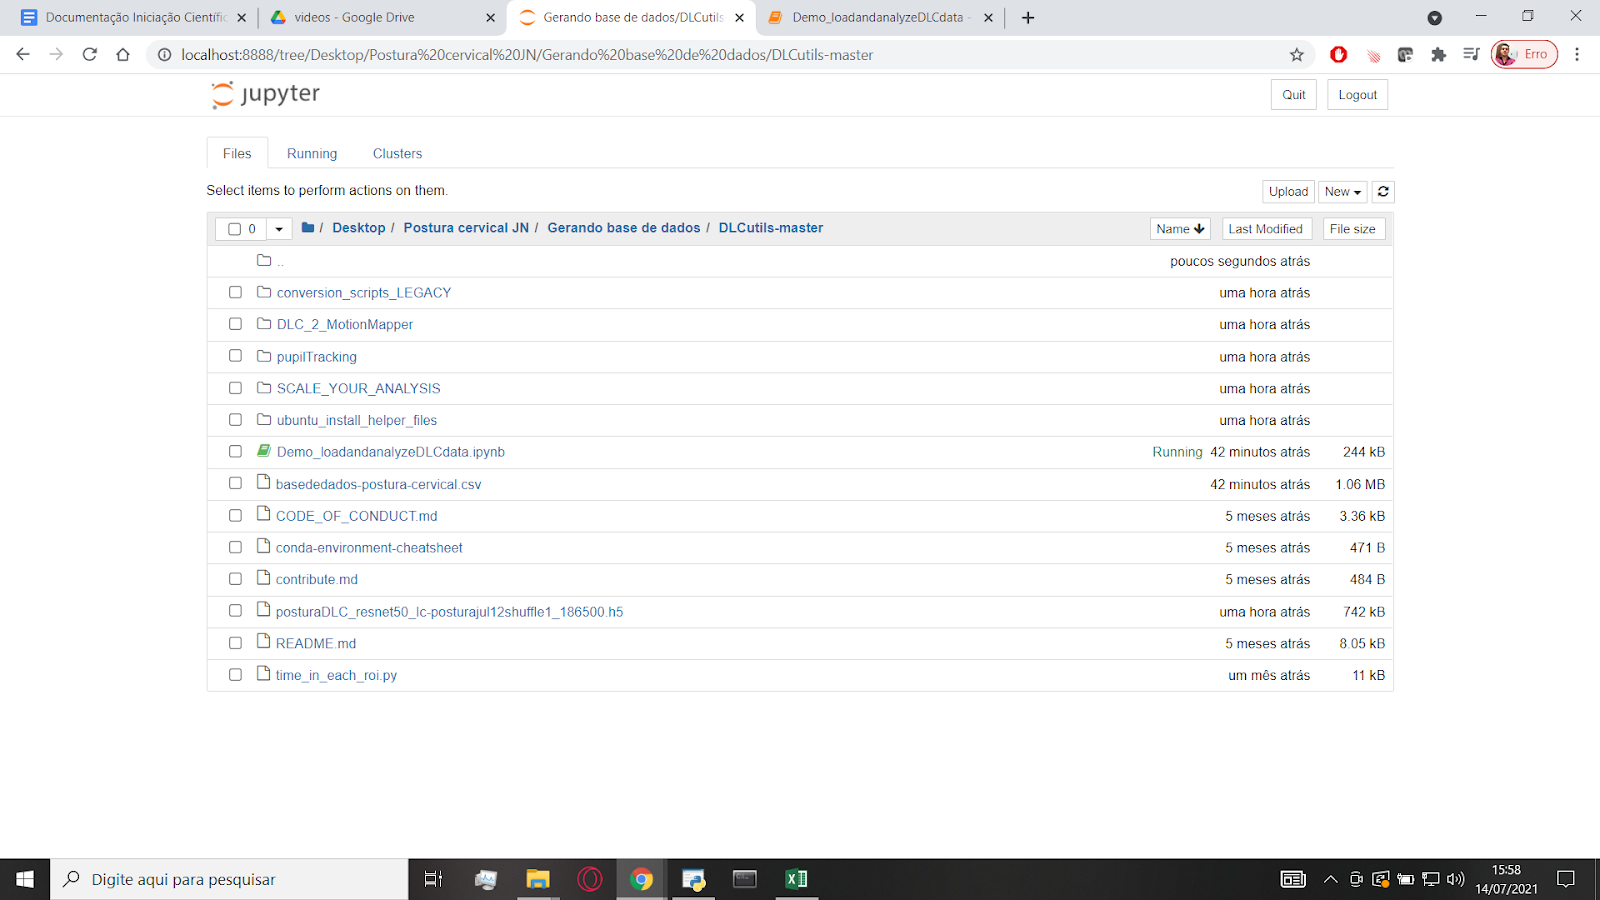 Documentação Iniciação Científic
videos - Google Drive
Gerando base de dados/DLCutils
Demo_loadandanalyzeDLCdata -
localhost:8888/tree/Desktop/Postura%20cervical%20JN/Gerando%20base%20de%20dados/DLCutils-master
Erro
jupyter
Quit
Logout
Files
Running
Clusters
Select items to perform actions on them.
Upload
New
0
/ Desktop / Postura cervical JN / Gerando base de dados / DLCutils-master
Name
Last Modified
File size
.. poucos segundos atrás
conversion_scripts_LEGACY uma hora atrás
DLC_2_MotionMapper uma hora atrás
pupilTracking uma hora atrás
SCALE_YOUR_ANALYSIS uma hora atrás
ubuntu_install_helper_files uma hora atrás
Demo_loadandanalyzeDLCdata.ipynb Running 42 minutos atrás 244 kB
basededados-postura-cervical.csv 42 minutos atrás 1.06 MB
CODE_OF_CONDUCT.md 5 meses atrás 3.36 kB
conda-environment-cheatsheet 5 meses atrás 471 B
contribute.md 5 meses atrás 484 B
posturaDLC_resnet50_lc-posturajul12shuffle1_186500.h5 uma hora atrás 742 kB
README.md 5 meses atrás 8.05 kB
time_in_each_roi.py um mês atrás 11 kB
Digite aqui para pesquisar
15:58
14/07/2021